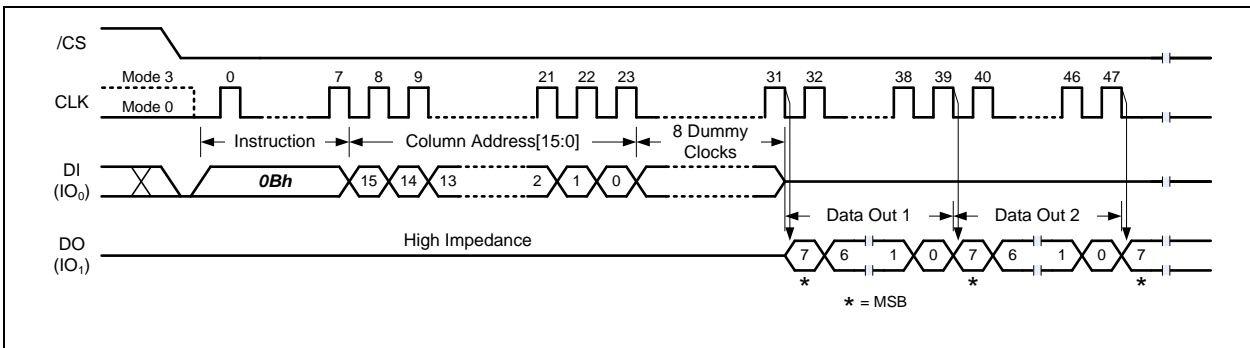 /CS
Mode 3 0 7 8 9 21 22 23 31 32 38 39 40 46 47
CLK
Mode 0
Instruction Column Address[15:0] 8 Dummy Clocks
DI (IO0) 0Bh 15 14 13 2 1 0
Data Out 1 Data Out 2
DO (IO1) High Impedance 7 6 1 0 7 6 1 0 7
* * *
* = MSB